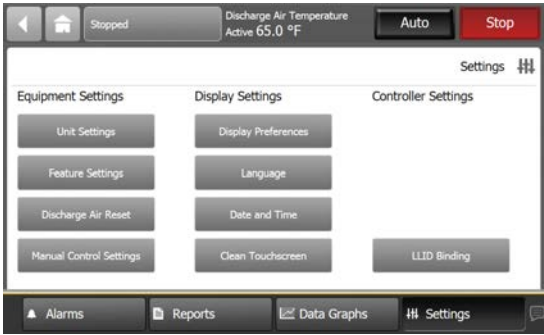 Stopped
Discharge Air Temperature
Active 65.0 °F
Auto
Stop
Settings
Equipment Settings
Display Settings
Controller Settings
Unit Settings
Display Preferences
Feature Settings
Language
Discharge Air Reset
Date and Time
Manual Control Settings
Clean Touchscreen
LLID Binding
Alarms
Reports
Data Graphs
Settings